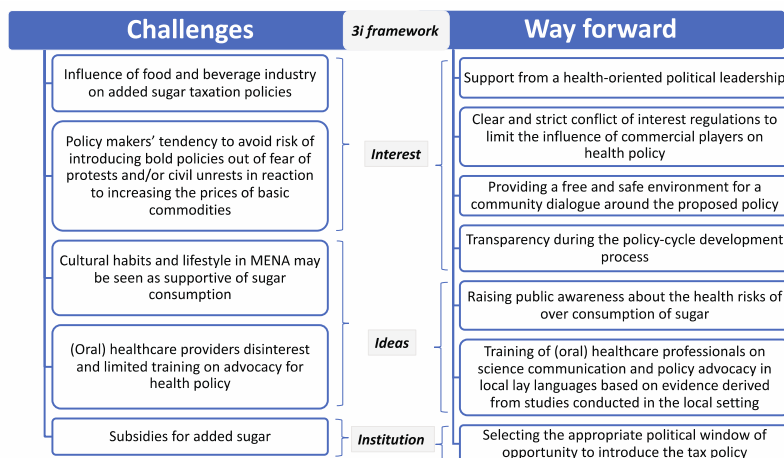 Challenges
3i framework
Way forward
Influence of food and beverage industry
on added sugar taxation policies
Policy makers’ tendency to avoid risk of
introducing bold policies out of fear of
protests and/or civil unrests in reaction
to increasing the prices of basic
commodities
Cultural habits and lifestyle in MENA may
be seen as supportive of sugar
consumption
(Oral) healthcare providers disinterest
and limited training on advocacy for
health policy
Subsidies for added sugar
Interest
Ideas
Institution
Support from a health-oriented political leadership
Clear and strict conflict of interest regulations to
limit the influence of commercial players on
health policy
Providing a free and safe environment for a
community dialogue around the proposed policy
Transparency during the policy-cycle development
process
Raising public awareness about the health risks of
over consumption of sugar
Training of (oral) healthcare professionals on
science communication and policy advocacy in
local lay languages based on evidence derived
from studies conducted in the local setting
Selecting the appropriate political window of
opportunity to introduce the tax policy